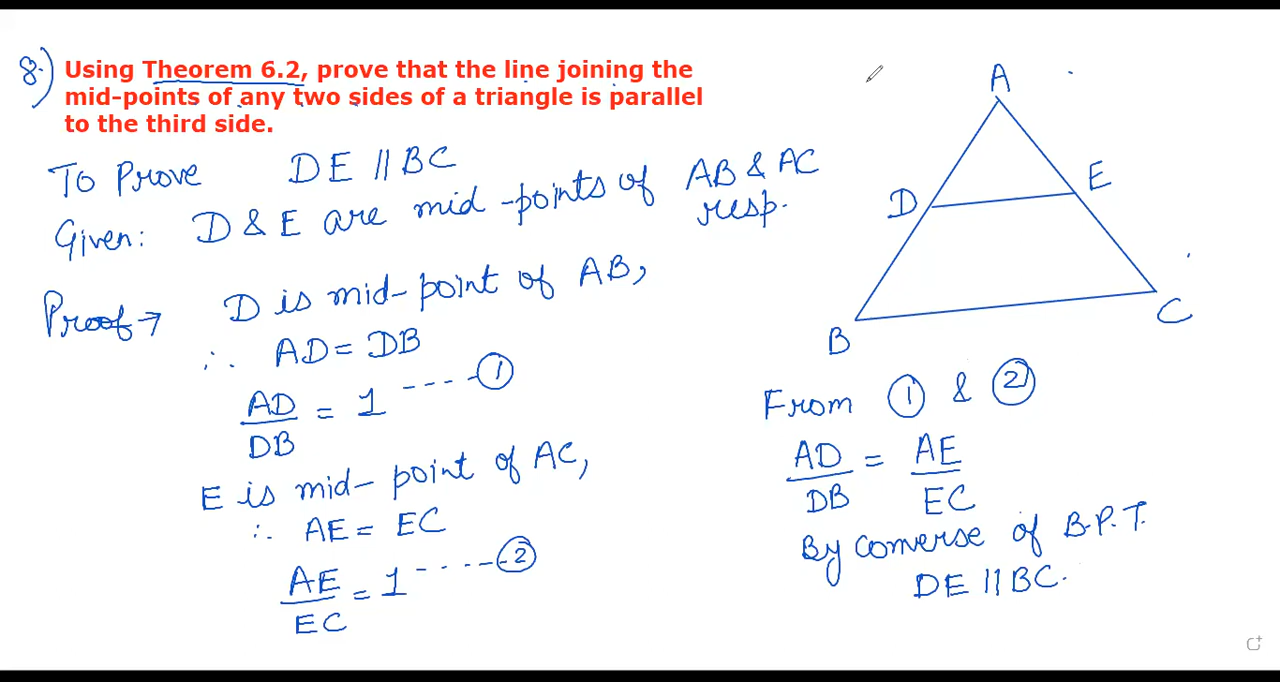 8.) Using Theorem 6.2, prove that the line joining the
mid-points of any two sides of a triangle is parallel
to the third side.
To Prove DE || BC
Given: D & E are mid-points of AB & AC
resp.
Proof → D is mid-point of AB,
∴ AD = DB
AD/DB = 1 ---- ①
E is mid-point of AC,
∴ AE = EC
AE/EC = 1 ----- ②
A
D
E
B
C
From ① & ②
AD/DB = AE/EC
By converse of B.P.T.
DE || BC.